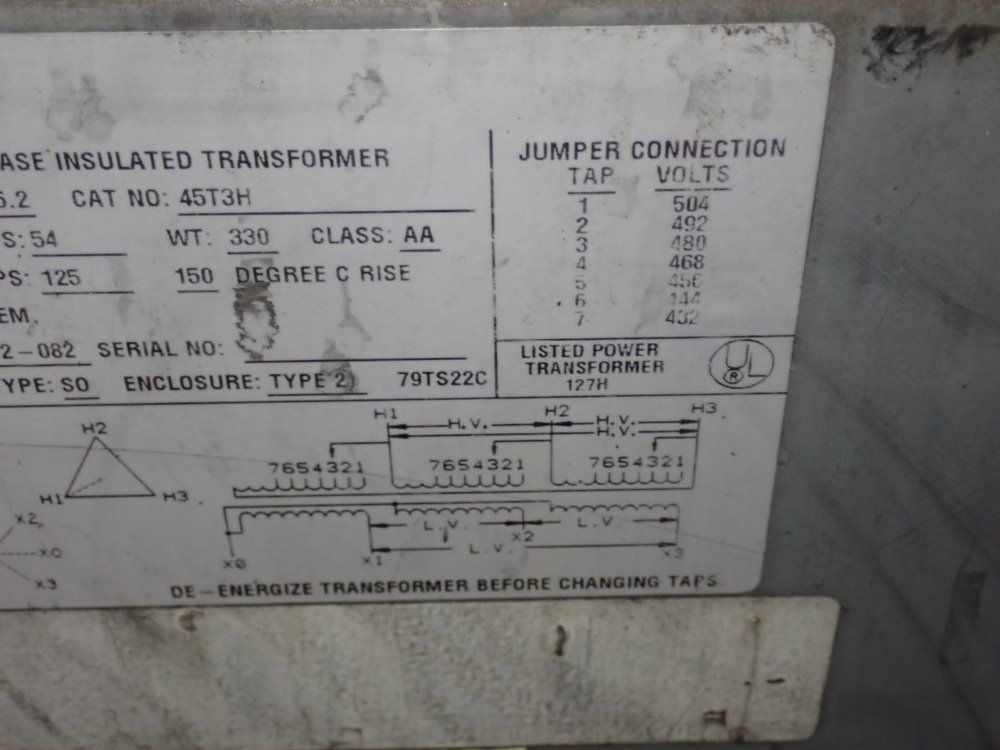 ASE INSULATED TRANSFORMER
6.2 CAT NO: 45T3H
S: 54 WT: 330 CLASS: AA
PS: 125 150 DEGREE C RISE
EM.
2-082 SERIAL NO:
YPE: SO ENCLOSURE: TYPE 2 79TS22C
JUMPER CONNECTION
TAP VOLTS
1 504
2 492
3 480
4 468
5 456
6 444
7 432
LISTED POWER
TRANSFORMER
127H
UL
®
H1 H2 H3
H.V. H.V.
H.V.
H2
7654321 7654321 7654321
H1 H3
X2
L.V. L.V
X0 X2
L.V.
X0 X1 X3
X3
DE-ENERGIZE TRANSFORMER BEFORE CHANGING TAPS